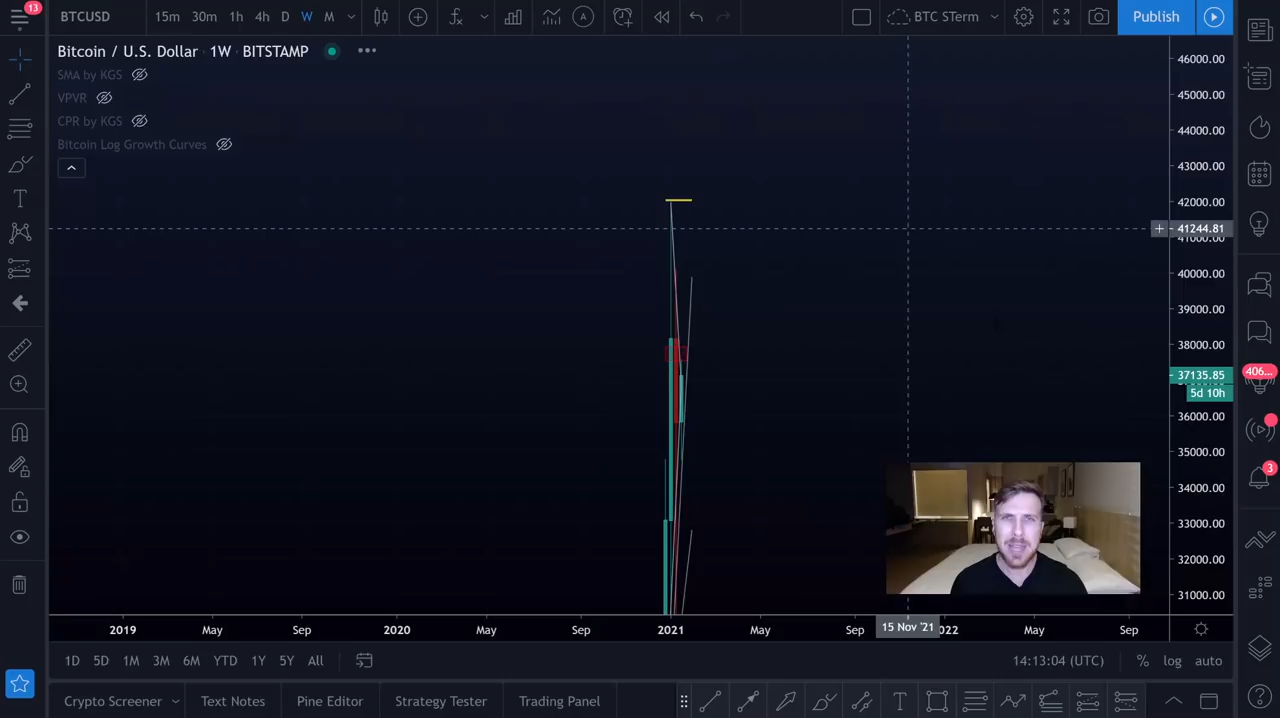 13
BTCUSD
15m 30m 1h 4h D W M
BTC STerm
Publish
Bitcoin / U.S. Dollar · 1W · BITSTAMP
SMA by KGS
VPVR
CPR by KGS
Bitcoin Log Growth Curves
46000.00
45000.00
44000.00
43000.00
42000.00
41244.81
41000.00
40000.00
39000.00
38000.00
37135.85
5d 10h
36000.00
35000.00
34000.00
33000.00
32000.00
31000.00
406...
3
2019 May Sep 2020 May Sep 2021 May Sep 15 Nov '21 2022 May Sep
1D 5D 1M 3M 6M YTD 1Y 5Y All
14:13:04 (UTC) % log auto
Crypto Screener Text Notes Pine Editor Strategy Tester Trading Panel